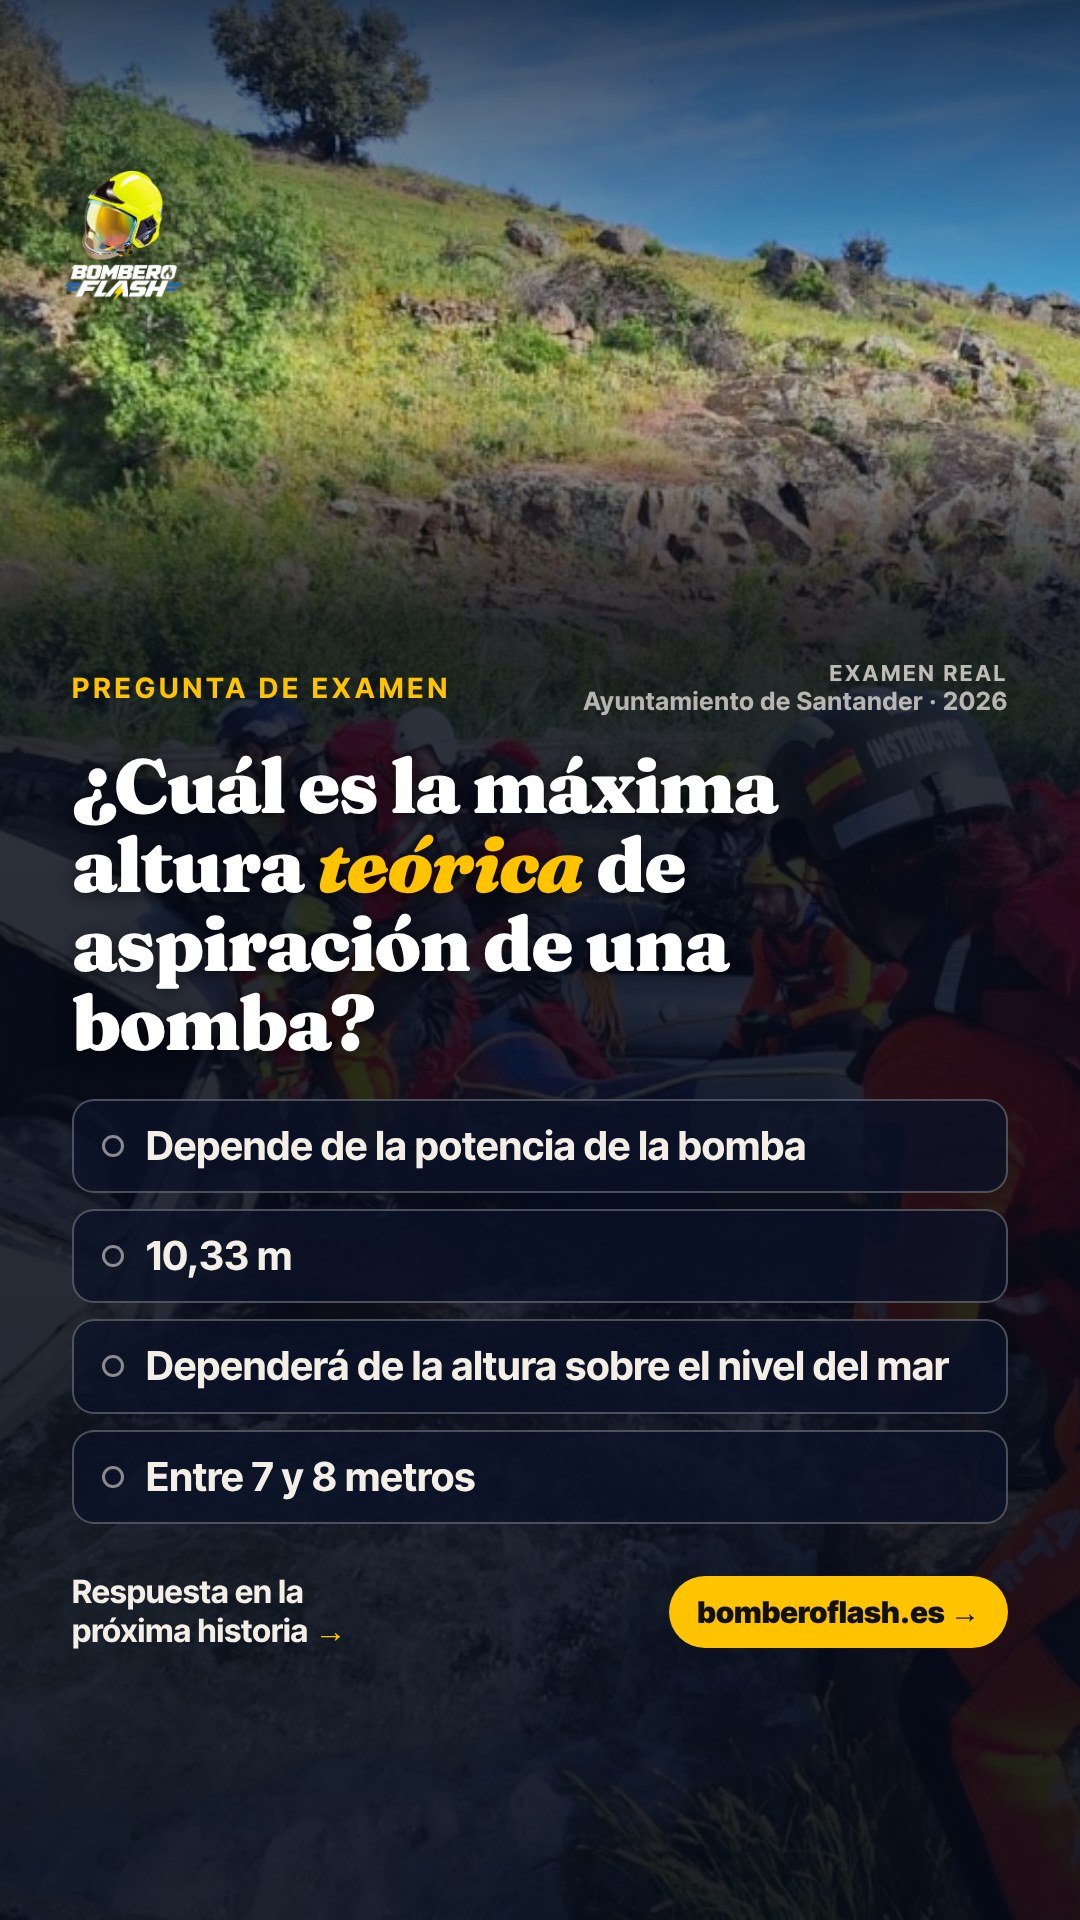 BOMBERO
FLASH
PREGUNTA DE EXAMEN
EXAMEN REAL
Ayuntamiento de Santander · 2026
INSTRUCTOR
¿Cuál es la máxima
altura teórica de
aspiración de una
bomba?
Depende de la potencia de la bomba
10,33 m
Dependerá de la altura sobre el nivel del mar
Entre 7 y 8 metros
Respuesta en la
próxima historia →
bomberoflash.es →